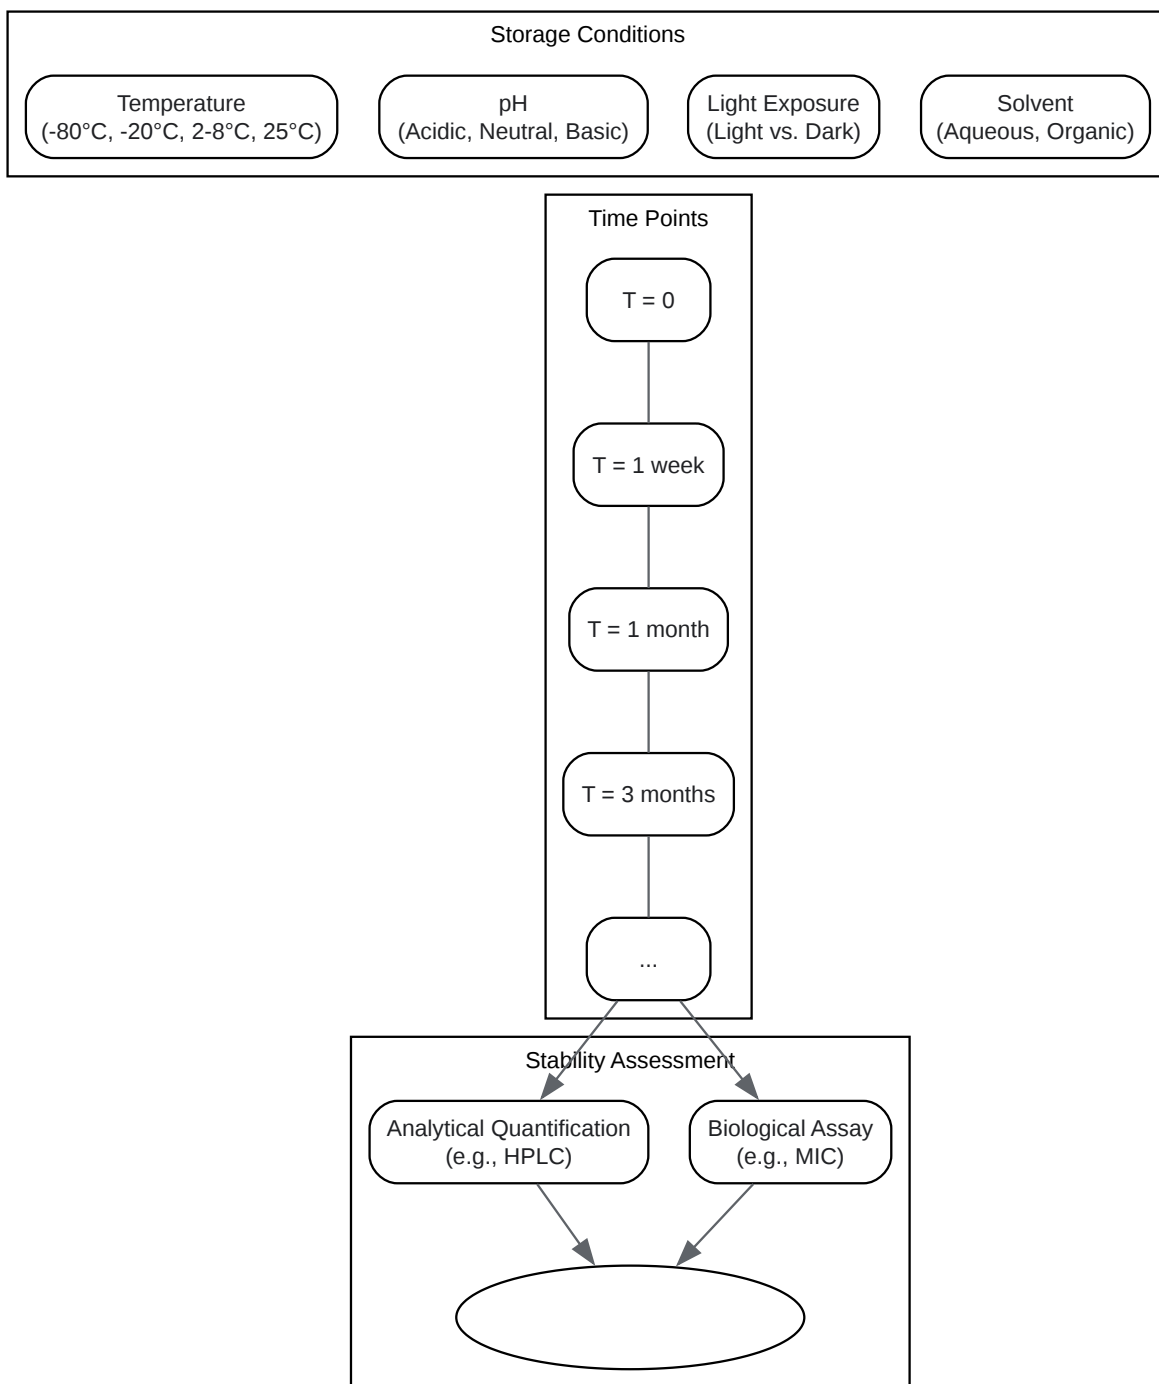 Storage Conditions
Temperature
(-80°C, -20°C, 2-8°C, 25°C)
pH
(Acidic, Neutral, Basic)
Light Exposure
(Light vs. Dark)
Solvent
(Aqueous, Organic)
Time Points
T = 0
T = 1 week
T = 1 month
T = 3 months
...
Stability Assessment
Analytical Quantification
(e.g., HPLC)
Biological Assay
(e.g., MIC)